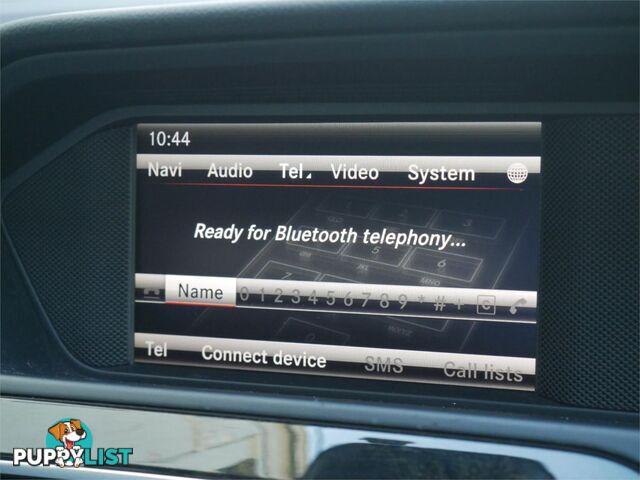 10:44
Navi Audio Tel Video System
Ready for Bluetooth telephony...
Name 0 1 2 3 4 5 6 7 8 9 * # + C
Tel Connect device SMS Call lists
PUPPYLIST